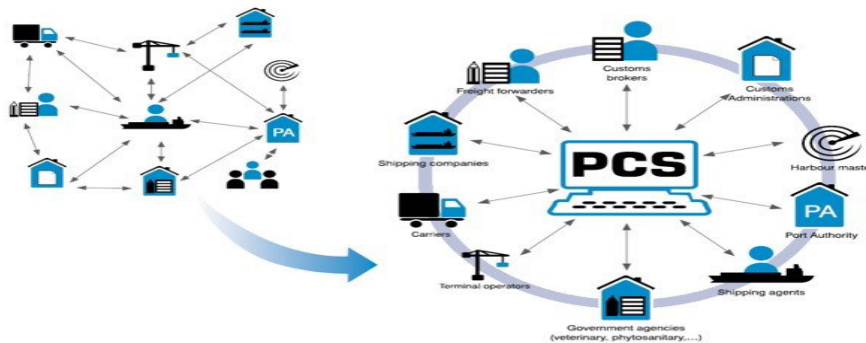 PA
Customs
brokers
Freight forwarders
Customs
Administrations
Shipping companies
PCS
Harbour maste
Carriers
PA
Port Authority
Terminal operators
Shipping agents
Government agencies
(veterinary, phytosanitary,...)